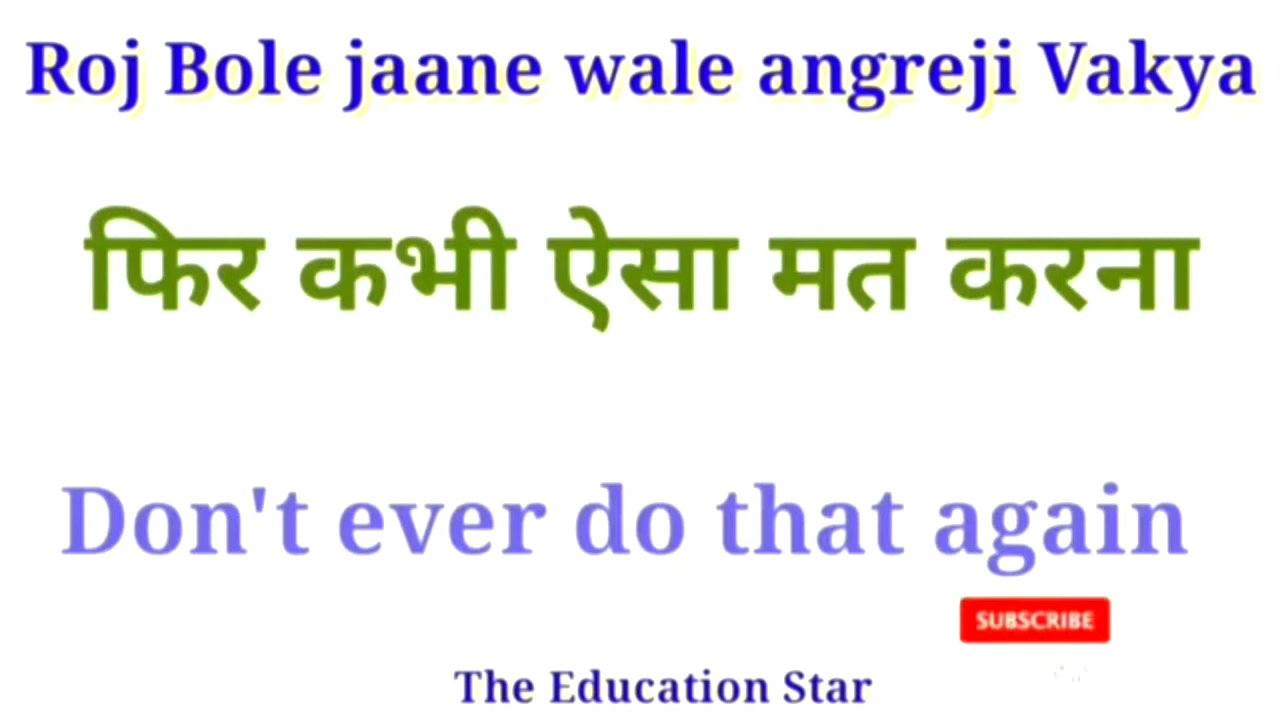 Roj Bole jaane wale angreji Vakya
फिर कभी ऐसा मत करना
Don't ever do that again
SUBSCRIBE
The Education Star